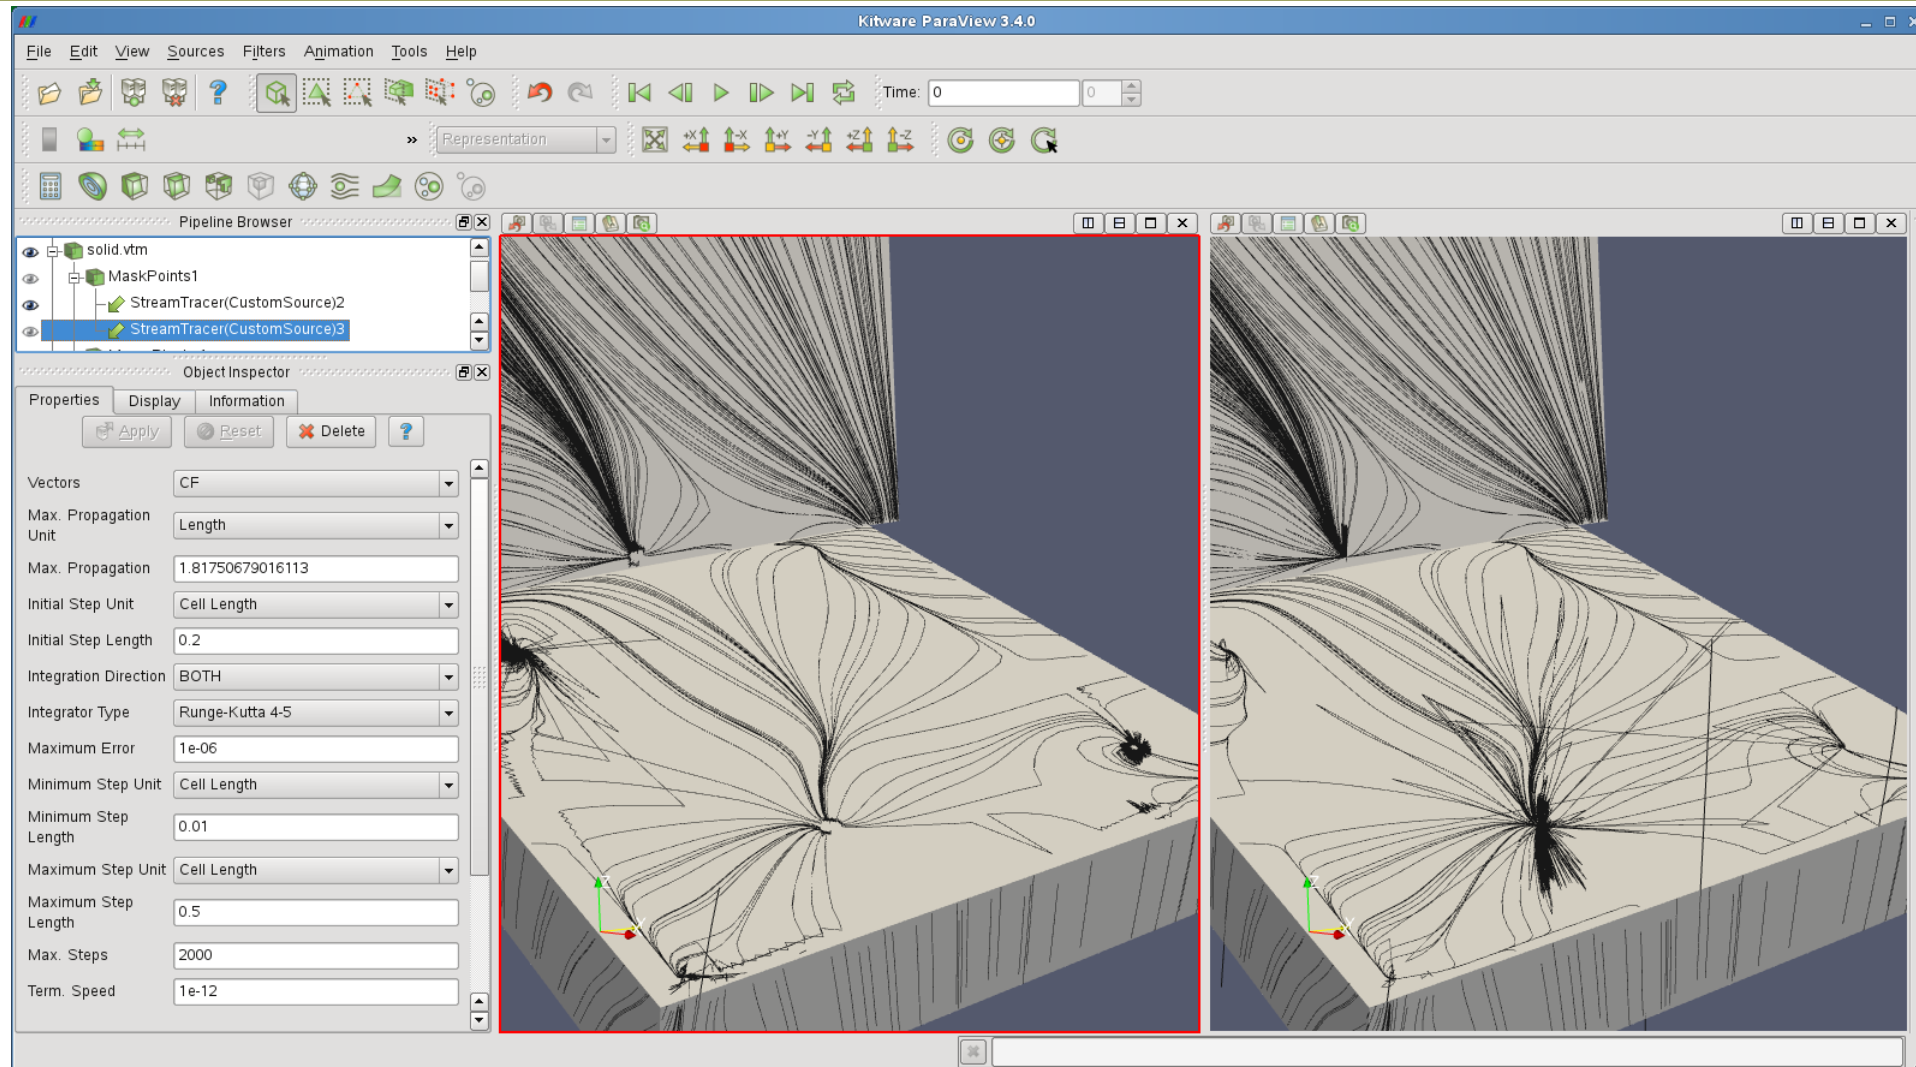 Kitware ParaView 3.4.0
File Edit View Sources Filters Animation Tools Help
Time: 0 0
» Representation +X -X +Y -Y +Z -Z
Pipeline Browser
solid.vtm
MaskPoints1
StreamTracer(CustomSource)2
StreamTracer(CustomSource)3
Object Inspector
Properties Display Information
Apply Reset Delete ?
Vectors CF
Max. Propagation
Unit Length
Max. Propagation 1.81750679016113
Initial Step Unit Cell Length
Initial Step Length 0.2
Integration Direction BOTH
Integrator Type Runge-Kutta 4-5
Maximum Error 1e-06
Minimum Step Unit Cell Length
Minimum Step
Length 0.01
Maximum Step Unit Cell Length
Maximum Step
Length 0.5
Max. Steps 2000
Term. Speed 1e-12
Z Z